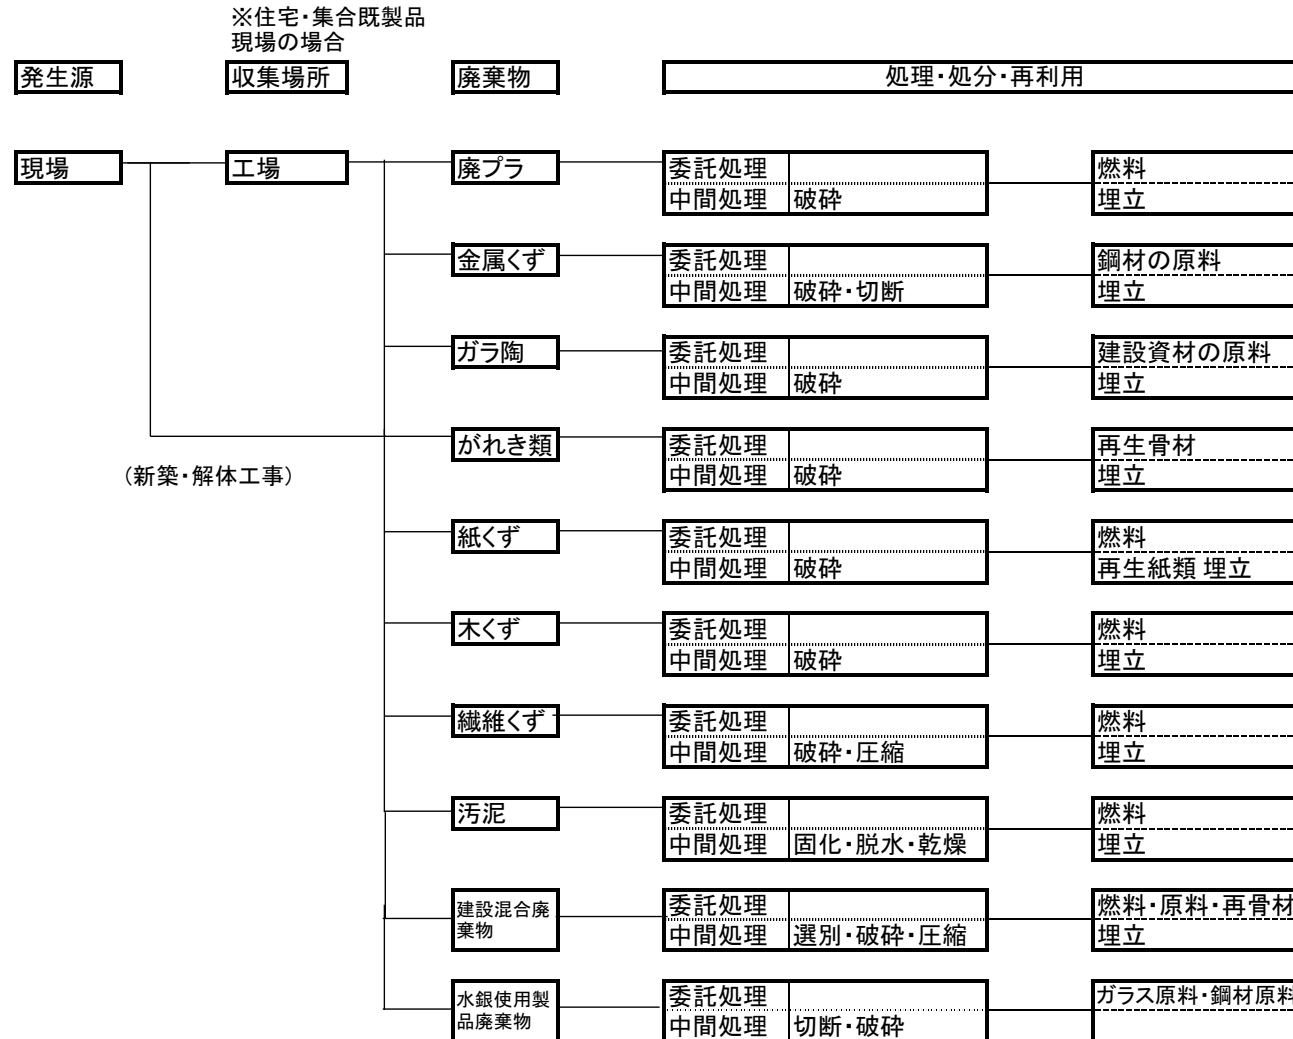 ※住宅・集合既製品
現場の場合
発生源 収集場所 廃棄物 処理・処分・再利用
現場 工場 廃プラ 委託処理 燃料
中間処理 破砕 埋立
金属くず 委託処理 鋼材の原料
中間処理 破砕・切断 埋立
ガラ陶 委託処理 建設資材の原料
中間処理 破砕 埋立
がれき類 委託処理 再生骨材
(新築・解体工事) 中間処理 破砕 埋立
紙くず 委託処理 燃料
中間処理 破砕 再生紙類 埋立
木くず 委託処理 燃料
中間処理 破砕 埋立
繊維くず 委託処理 燃料
中間処理 破砕・圧縮 埋立
汚泥 委託処理 燃料
中間処理 固化・脱水・乾燥 埋立
建設混合廃 委託処理 燃料・原料・再骨材
棄物 中間処理 選別・破砕・圧縮 埋立
水銀使用製 委託処理 ガラス原料・鋼材原料
品廃棄物 中間処理 切断・破砕